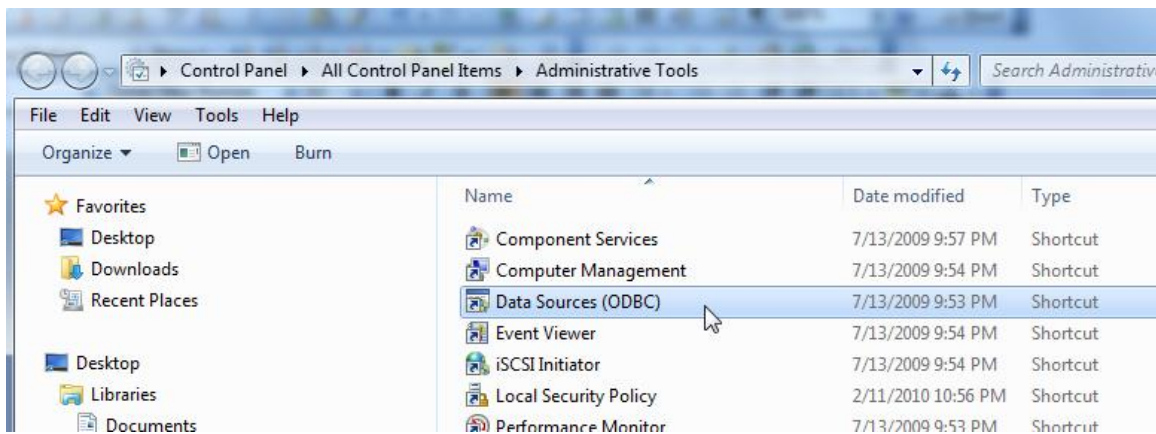 Control Panel ▸ All Control Panel Items ▸ Administrative Tools
Search Administrativ
File Edit View Tools Help
Organize Open Burn
Name Date modified Type
Favorites
Desktop
Downloads
Recent Places
Desktop
Libraries
Documents
Component Services 7/13/2009 9:57 PM Shortcut
Computer Management 7/13/2009 9:54 PM Shortcut
Data Sources (ODBC) 7/13/2009 9:53 PM Shortcut
Event Viewer 7/13/2009 9:54 PM Shortcut
iSCSI Initiator 7/13/2009 9:54 PM Shortcut
Local Security Policy 2/11/2010 10:56 PM Shortcut
Performance Monitor 7/13/2009 9:53 PM Shortcut